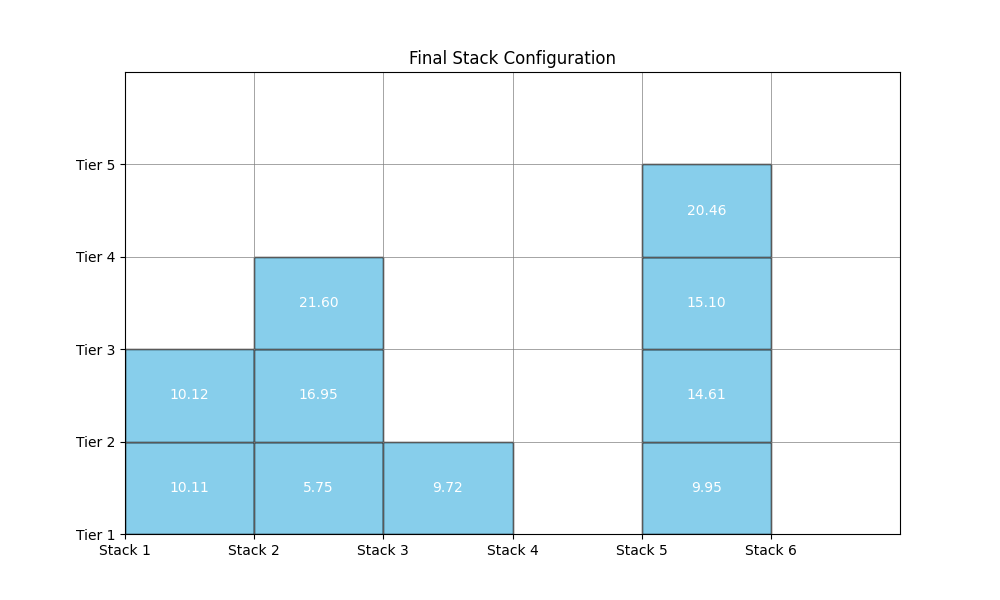 Final Stack Configuration
Tier 5
20.46
Tier 4
21.60
15.10
Tier 3
10.12
16.95
14.61
Tier 2
10.11
5.75
9.72
9.95
Tier 1
Stack 1
Stack 2
Stack 3
Stack 4
Stack 5
Stack 6